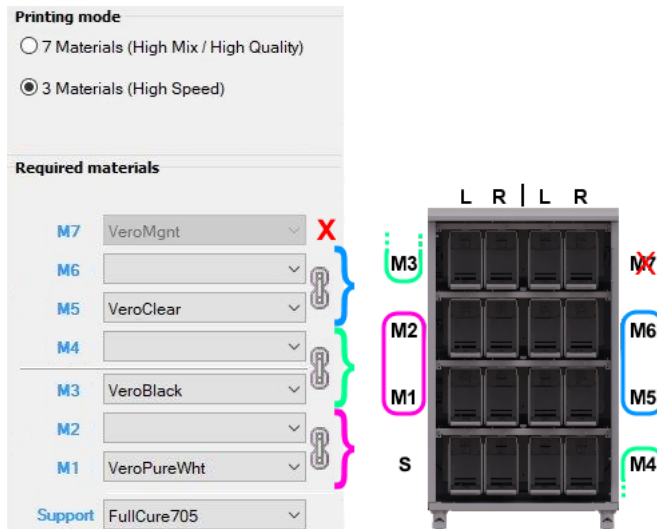 Printing mode
7 Materials (High Mix / High Quality)
3 Materials (High Speed)
Required materials
M7 VeroMgnt X
M6
M5 VeroClear
M4
M3 VeroBlack
M2
M1 VeroPureWht
Support FullCure705
L R | L R
M3 M7 X
M2 M6
M1 M5
S M4